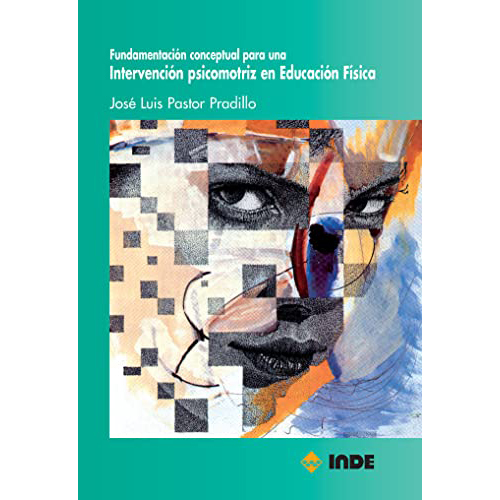 Fundamentación conceptual para una
Intervención psicomotriz en Educación Física
José Luis Pastor Pradillo
INDE